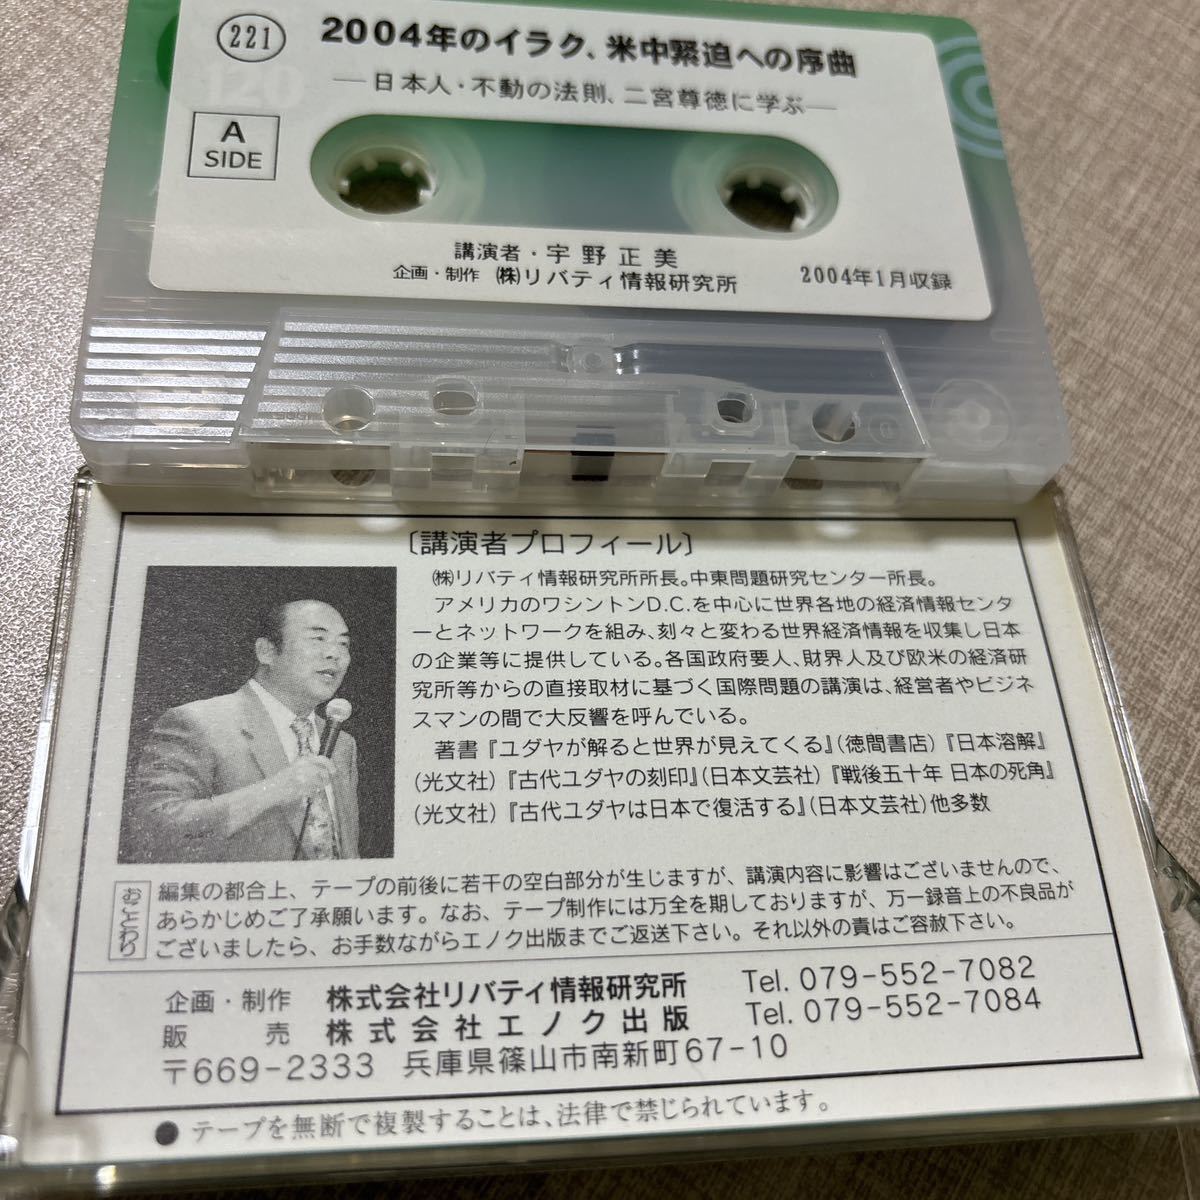 221
2004年のイラク、米中緊迫への序曲
120
―日本人・不動の法則、二宮尊徳に学ぶ―
A
SIDE
講演者・宇野正美
企画・制作 ㈱リバティ情報研究所
2004年1月収録
〔講演者プロフィール〕
㈱リバティ情報研究所所長。中東問題研究センター所長。
アメリカのワシントンD.C.を中心に世界各地の経済情報センタ
ーとネットワークを組み、刻々と変わる世界経済情報を収集し日本
の企業等に提供している。各国政府要人、財界人及び欧米の経済研
究所等からの直接取材に基づく国際問題の講演は、経営者やビジネ
スマンの間で大反響を呼んでいる。
著書『ユダヤが解ると世界が見えてくる』(徳間書店)『日本溶解』
(光文社)『古代ユダヤの刻印』(日本文芸社)『戦後五十年 日本の死角』
(光文社)『古代ユダヤは日本で復活する』(日本文芸社)他多数
おことわり
編集の都合上、テープの前後に若干の空白部分が生じますが、講演内容に影響はございませんので、
あらかじめご了承願います。なお、テープ制作には万全を期しておりますが、万一録音上の不良品が
ございましたら、お手数ながらエノク出版までご返送下さい。それ以外の責はご容赦下さい。
企画・制作 株式会社リバティ情報研究所 Tel. 079-552-7082
販 売 株式会社エノク出版 Tel. 079-552-7084
〒669-2333 兵庫県篠山市南新町67-10
● テープを無断で複製することは、法律で禁じられています。